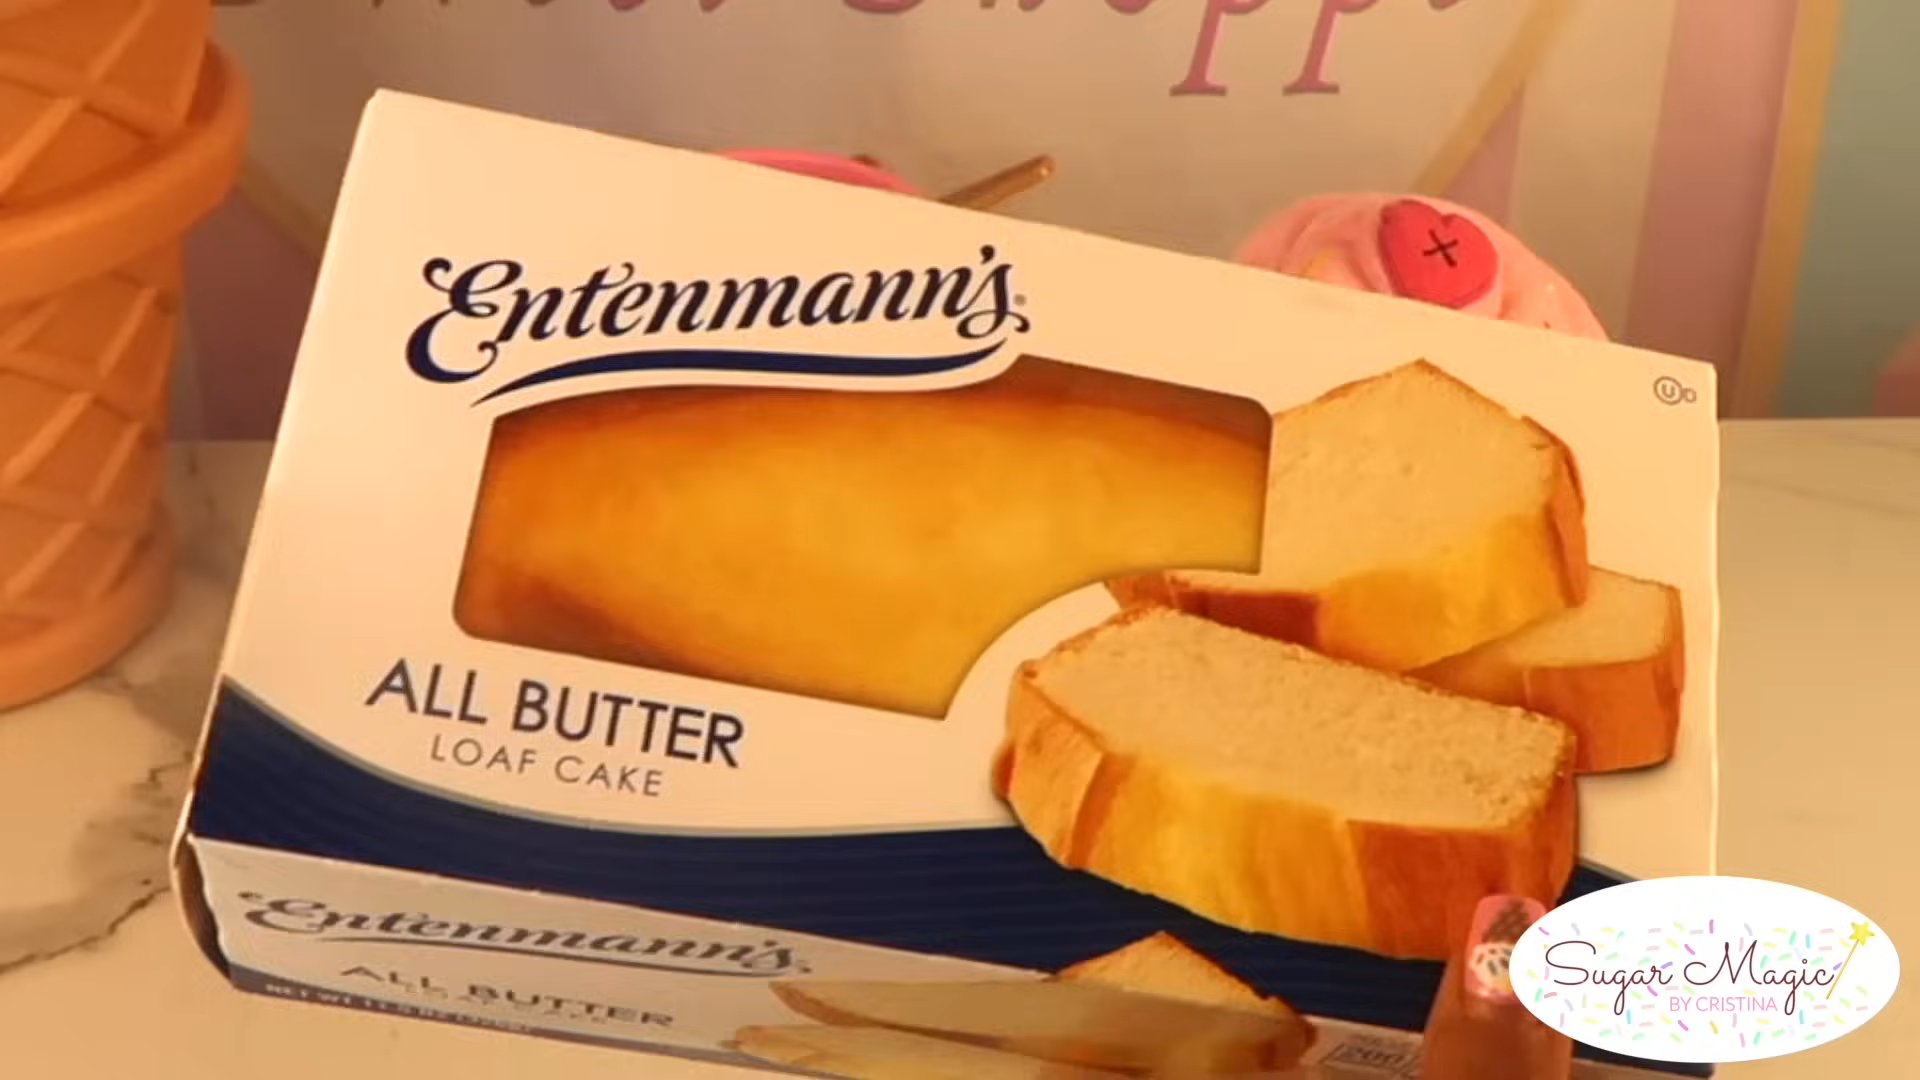 Entenmann's®
ALL BUTTER
LOAF CAKE
U D
Entenmann's
ALL BUTTER
Sugar Magic
BY CRISTINA